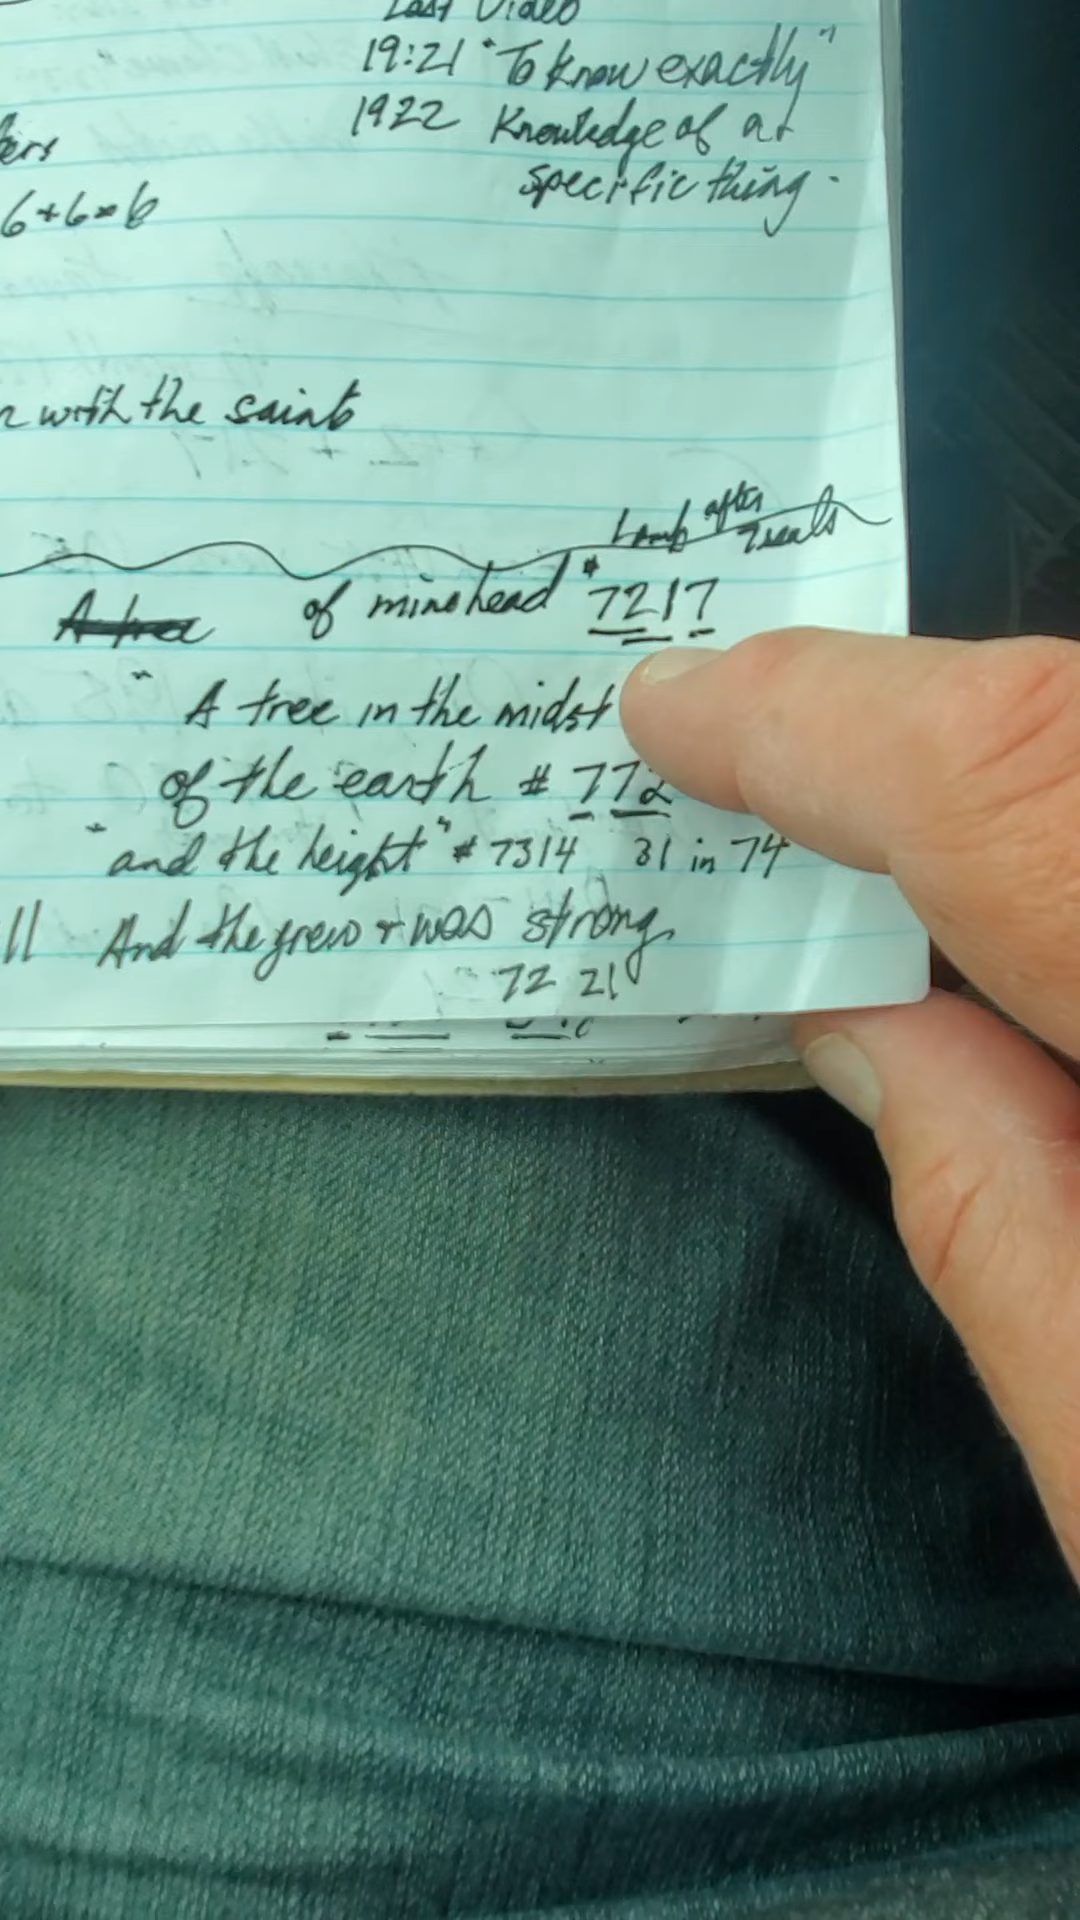 Last Video
19:21 "To know exactly"
1922 Knowledge of a
specific thing.
ers
6+6=6
with the saints
Lamb after
7 seals
A tree of mine head #7217
"A tree in the midst
of the earth # 772
"and the height" # 7314 31 in 74
11 And the grew + was strong
72 21